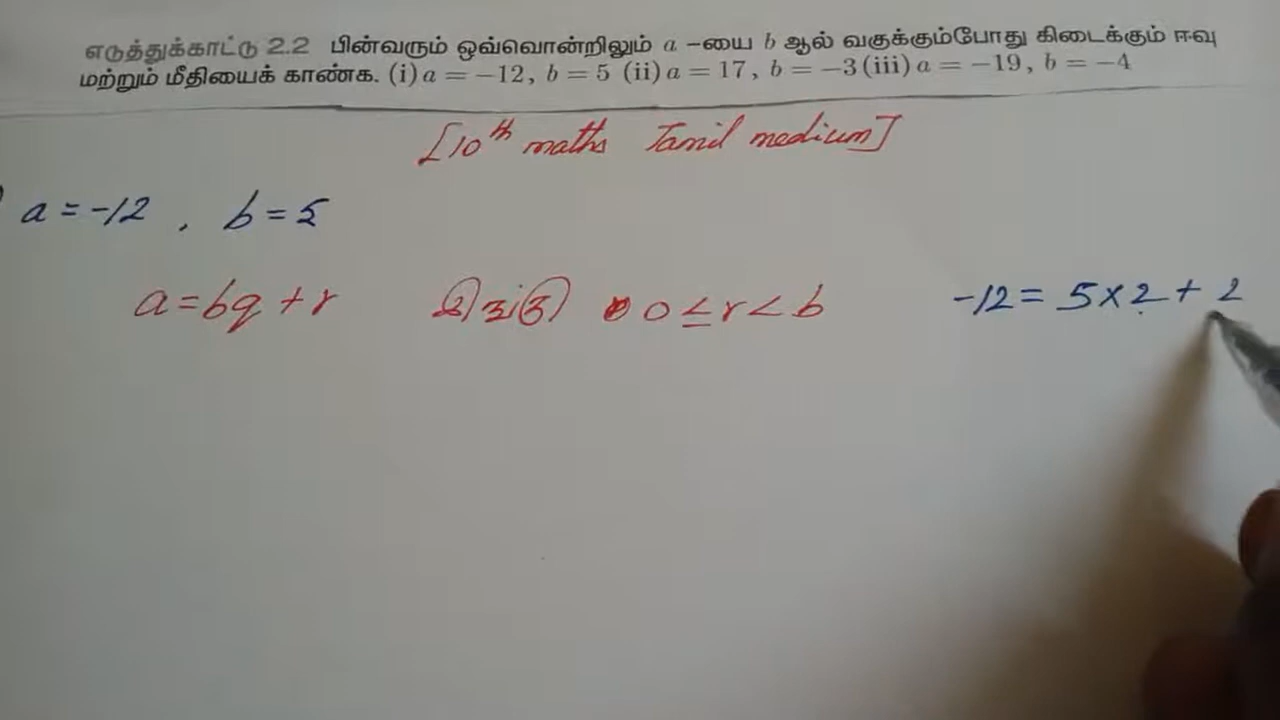 எடுத்துக்காட்டு 2.2 பின்வரும் ஒவ்வொன்றிலும் a –யை b ஆல் வகுக்கும்போது கிடைக்கும் ஈவு
மற்றும் மீதியைக் காண்க. (i) a = −12, b = 5 (ii) a = 17, b = −3 (iii) a = −19, b = −4
[10th maths Tamil medium]
a = -12 , b = 5
a = bq + r இங்கு 0 ≤ r < b -12 = 5 × 2 + 2